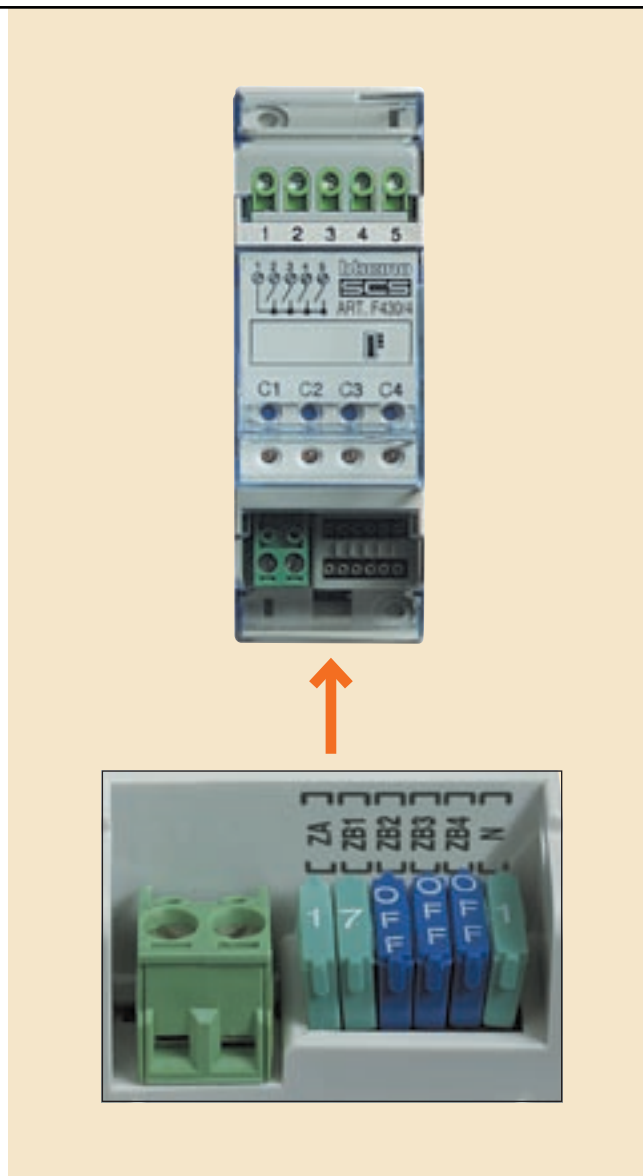 1 2 3 4 5
1 2 3 4 5
bticino
SCS
ART. F430/4
C1 C2 C3 C4
ZA ZB1 ZB2 ZB3 ZB4 N
1 7 OFF OFF OFF 1